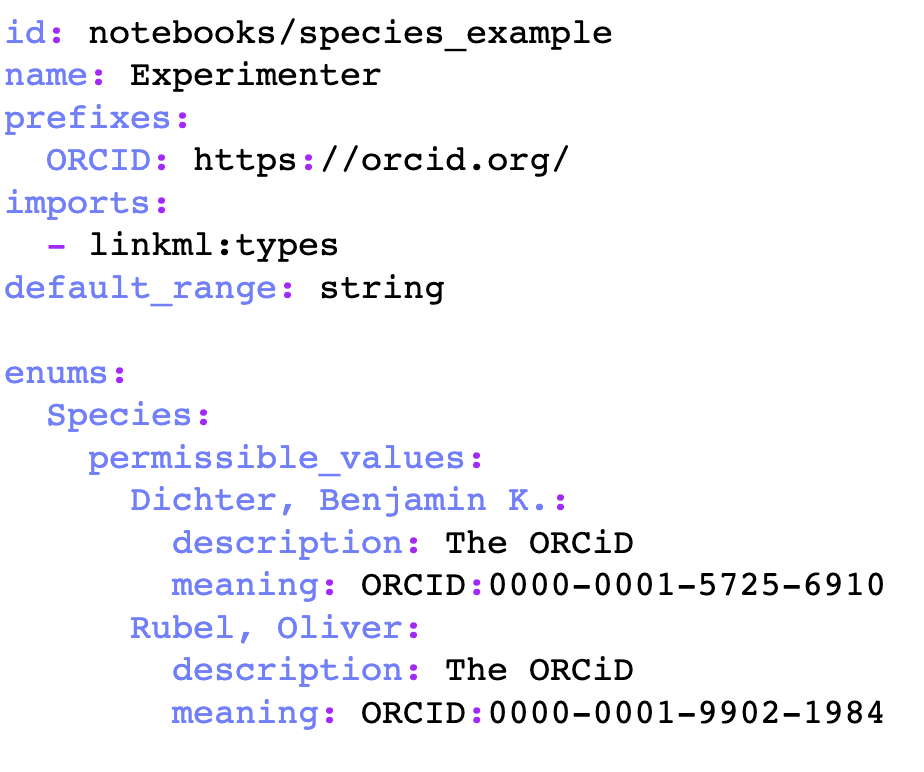 id: notebooks/species_example
name: Experimenter
prefixes:
  ORCID: https://orcid.org/
imports:
  - linkml:types
default_range: string

enums:
  Species:
    permissible_values:
      Dichter, Benjamin K.:
        description: The ORCiD
        meaning: ORCID:0000-0001-5725-6910
      Rubel, Oliver:
        description: The ORCiD
        meaning: ORCID:0000-0001-9902-1984